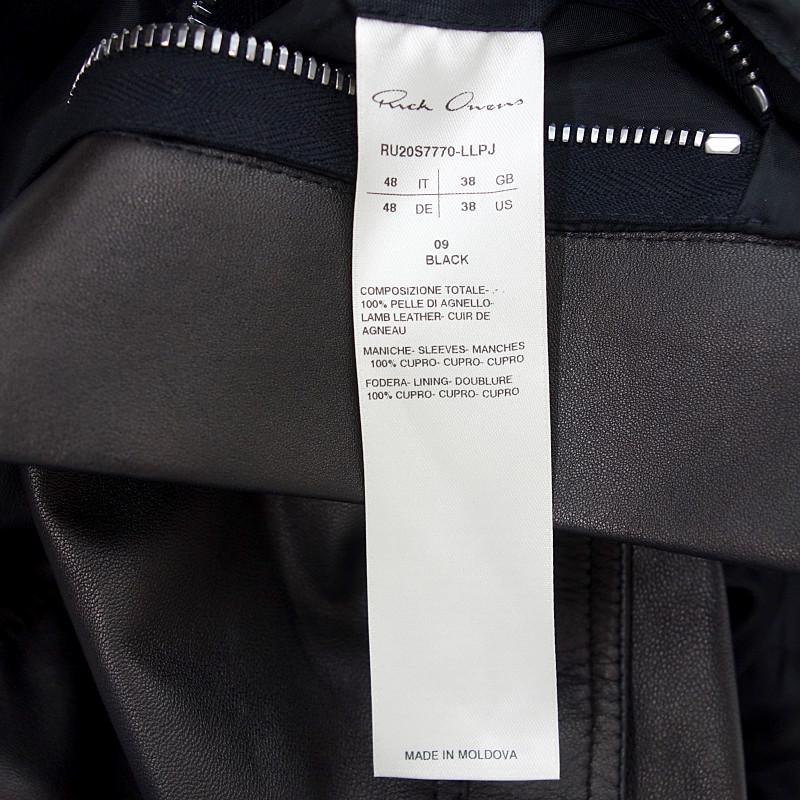 Rick Owens
RU20S7770-LLPJ
48 IT 38 GB
48 DE 38 US
09
BLACK
COMPOSIZIONE TOTALE- .- .
100% PELLE DI AGNELLO-
LAMB LEATHER- CUIR DE
AGNEAU
MANICHE- SLEEVES- MANCHES
100% CUPRO- CUPRO- CUPRO
FODERA- LINING- DOUBLURE
100% CUPRO- CUPRO- CUPRO
MADE IN MOLDOVA